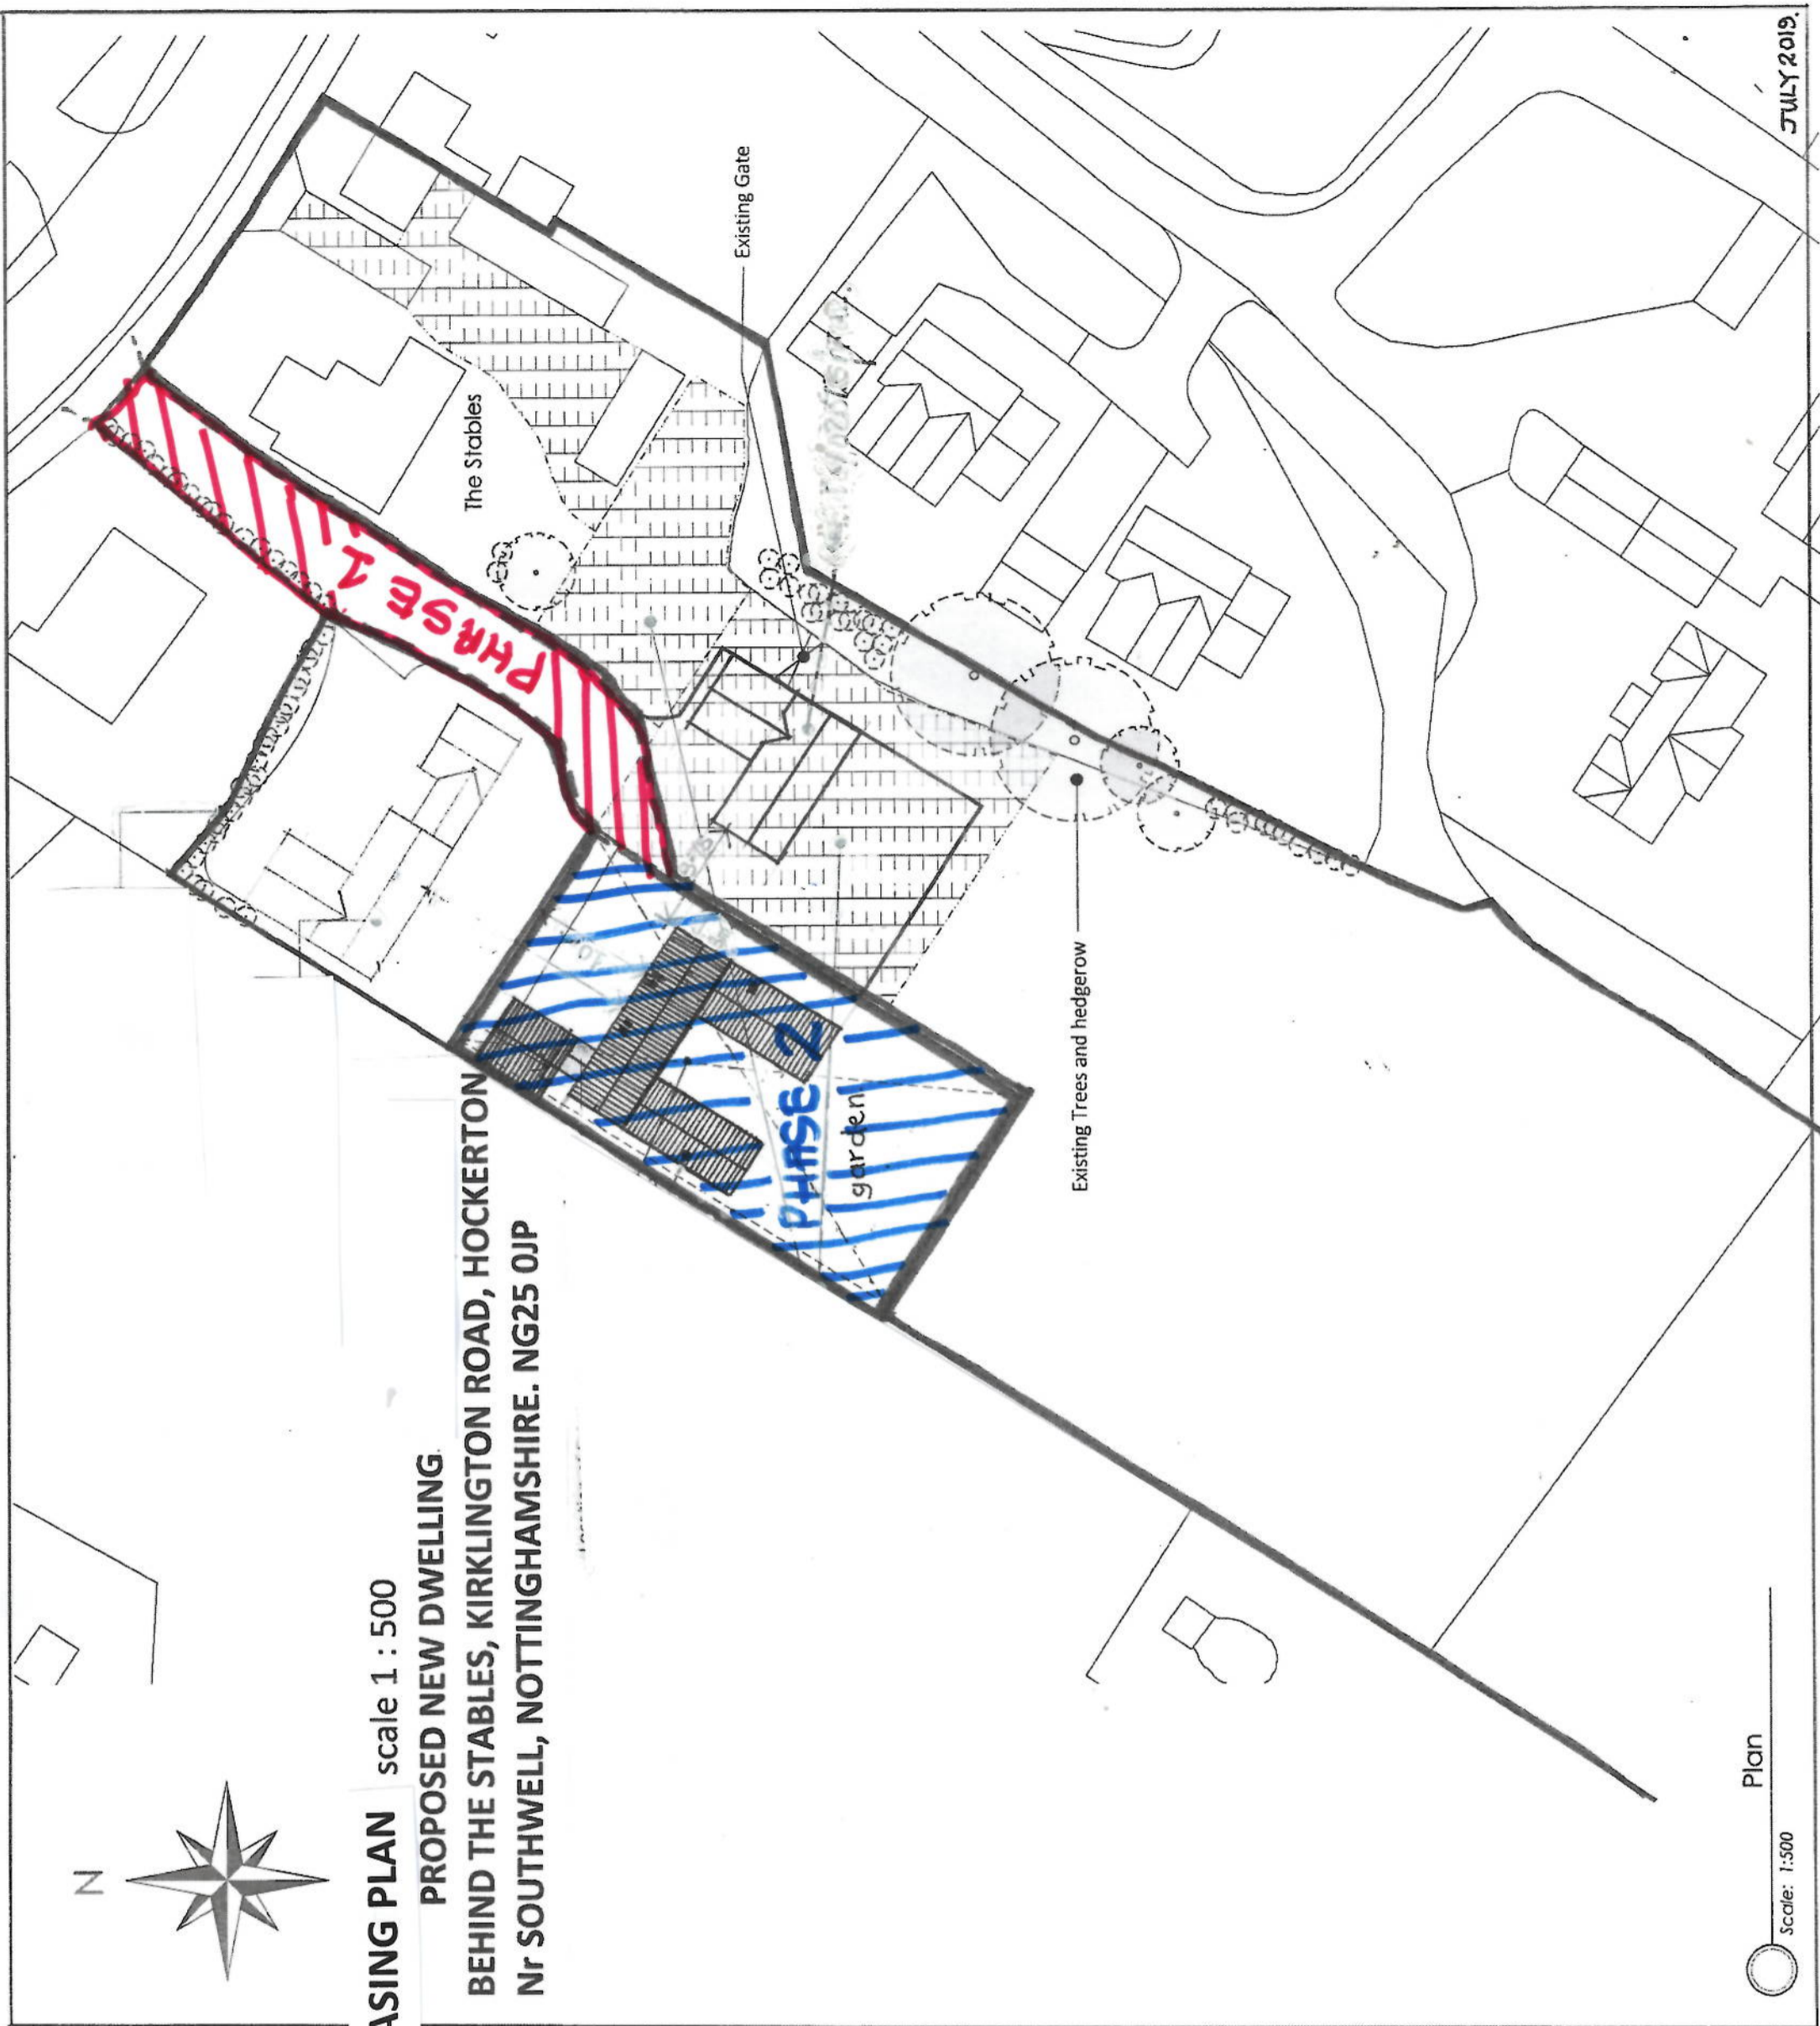 N
ASING PLAN scale 1 : 500
PROPOSED NEW DWELLING
BEHIND THE STABLES, KIRKLINGTON ROAD, HOCKERTON
Nr SOUTHWELL, NOTTINGHAMSHIRE. NG25 0JP
The Stables
Existing Gate
PHASE 1
PHASE 2
garden
Existing Trees and hedgerow
Plan
Scale: 1:500
JULY 2019.